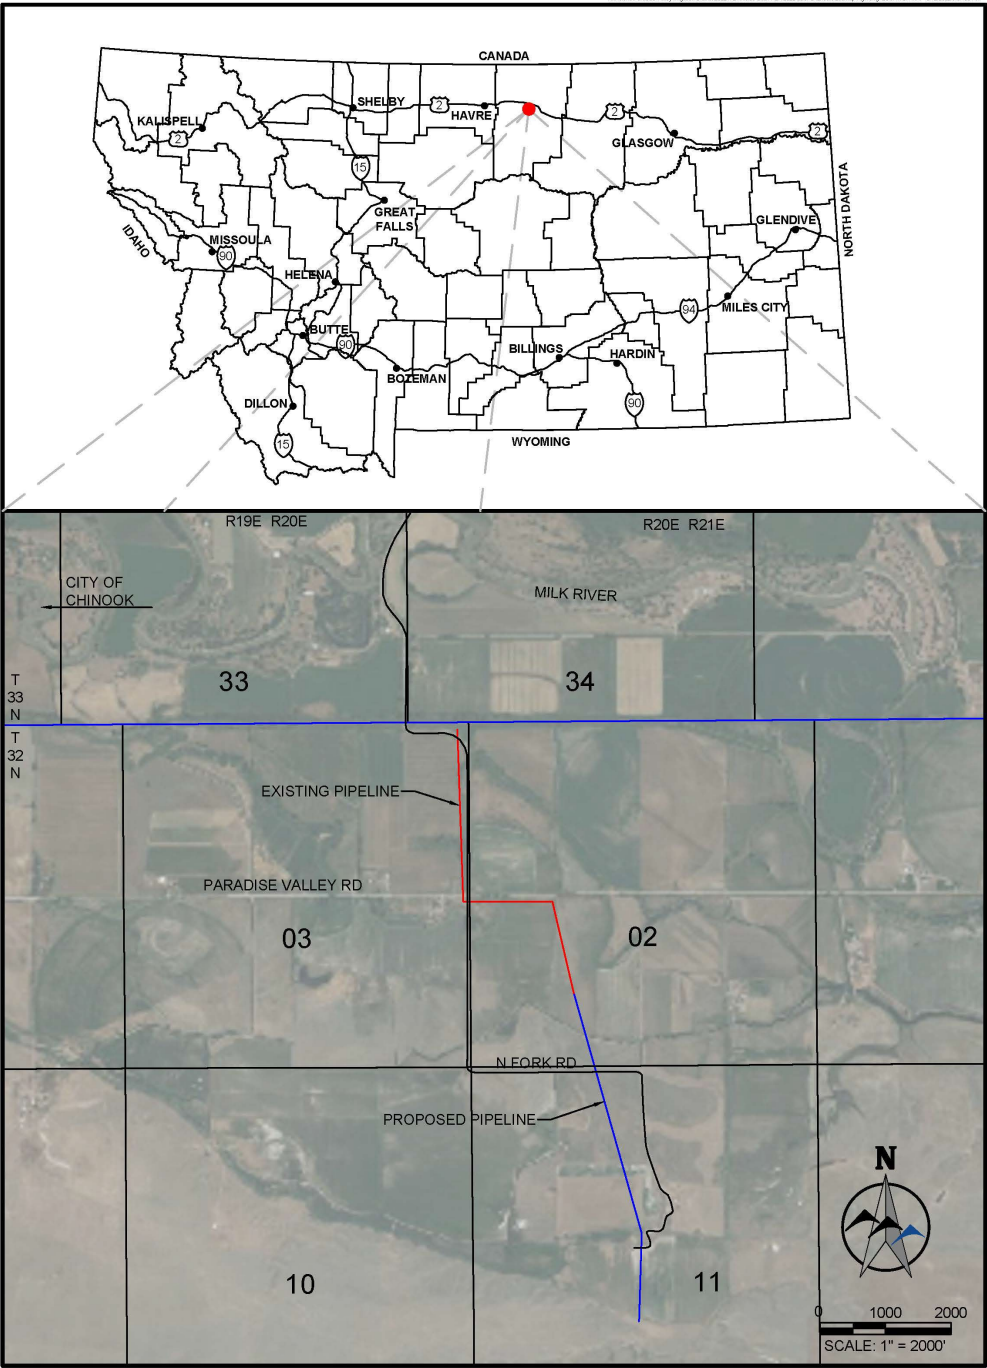 CANADA
SHELBY
2
HAVRE
2
KALISPELL
2
GLASGOW
2
15
GREAT
FALLS
NORTH DAKOTA
GLENDIVE
IDAHO
MISSOULA
90
HELENA
94
MILES CITY
BUTTE
90
BILLINGS
HARDIN
BOZEMAN
DILLON
90
15
WYOMING
R19E R20E
R20E R21E
CITY OF
CHINOOK
MILK RIVER
33
34
T
33
N
T
32
N
EXISTING PIPELINE
PARADISE VALLEY RD
03
02
N FORK RD
PROPOSED PIPELINE
N
10
11
0 1000 2000
SCALE: 1" = 2000'